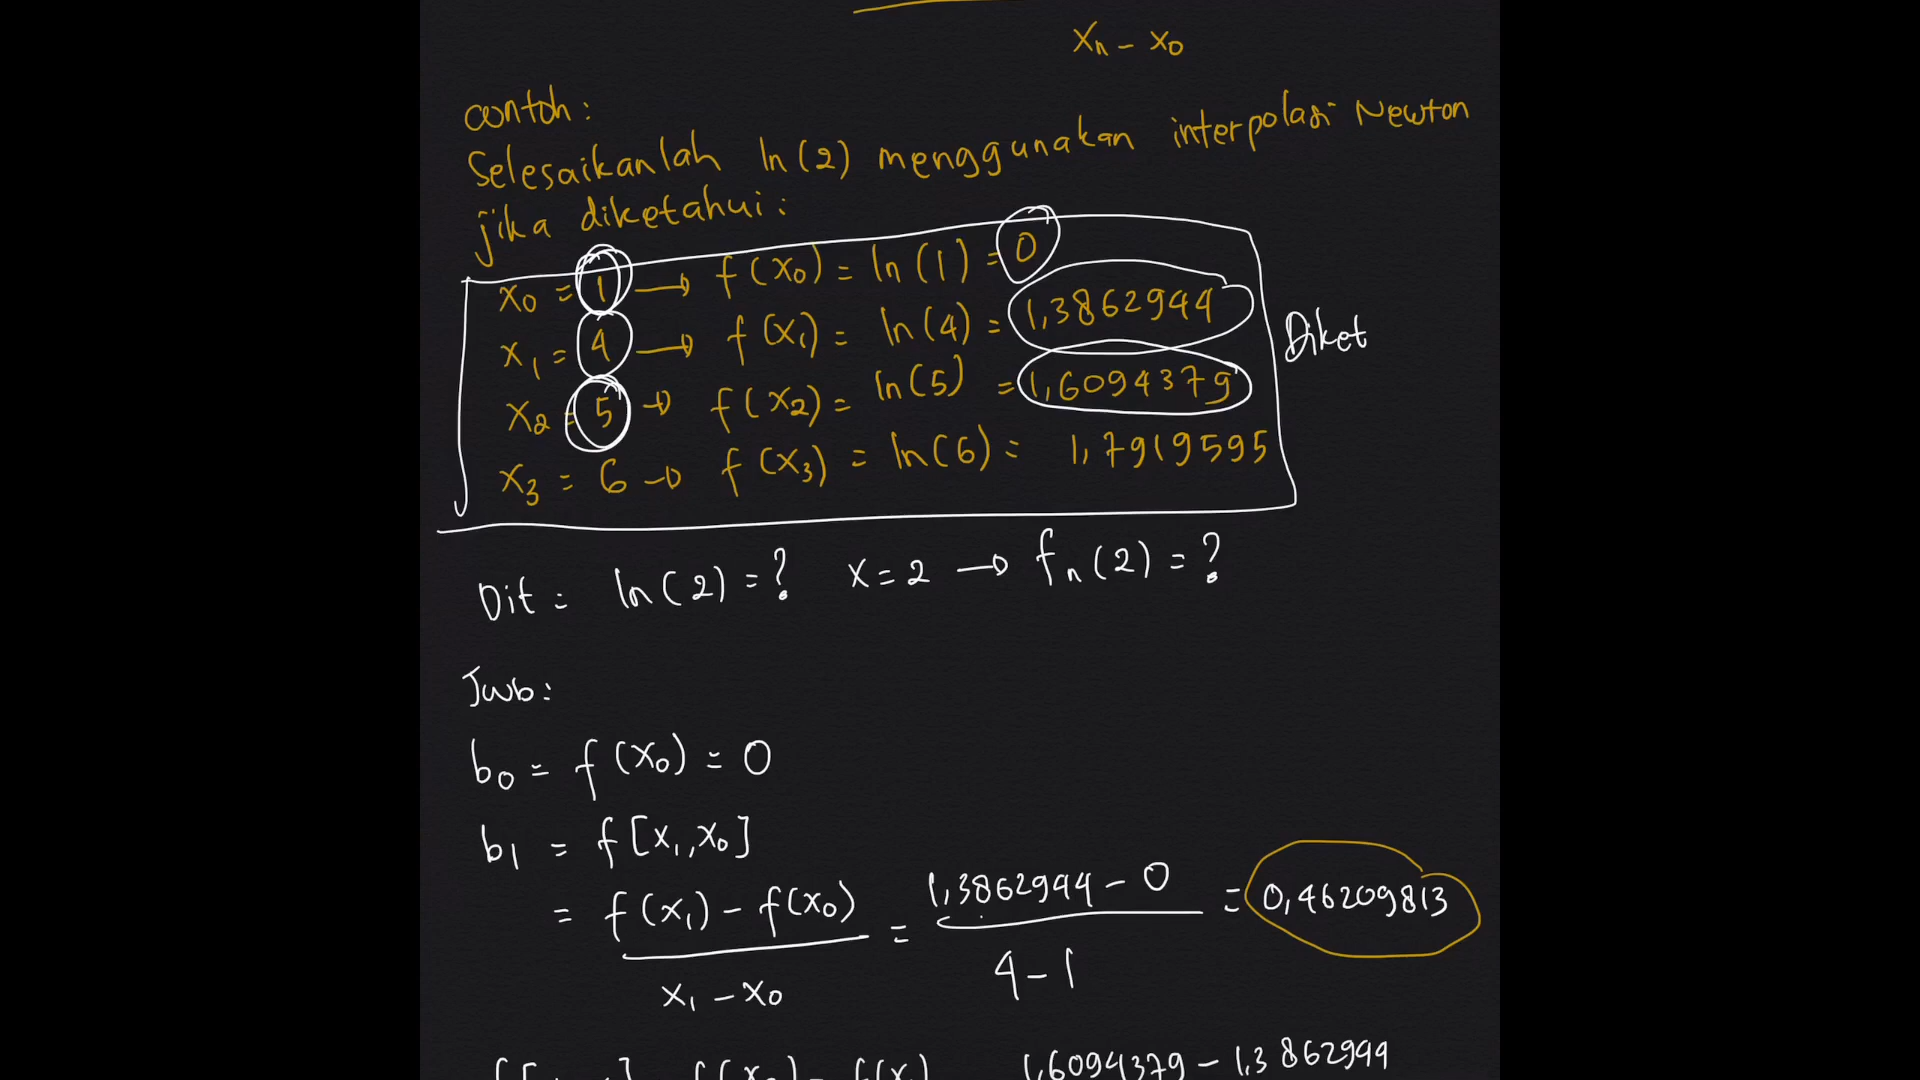 xn - x0
contoh:
Selesaikanlah ln(2) menggunakan interpolasi Newton
jika diketahui:
x0 = 1 → f(x0) = ln(1) = 0
x1 = 4 → f(x1) = ln(4) = 1,3862944
x2 = 5 → f(x2) = ln(5) = 1,6094379
x3 = 6 → f(x3) = ln(6) = 1,7919595
Diket
Dit = ln(2) = ? x = 2 → fn(2) = ?
Jwb:
b0 = f(x0) = 0
b1 = f[x1,x0]
= f(x1) - f(x0) / x1 - x0 = 1,3862944 - 0 / 4 - 1 = 0,46209813
1,6094379 - 1,3862944